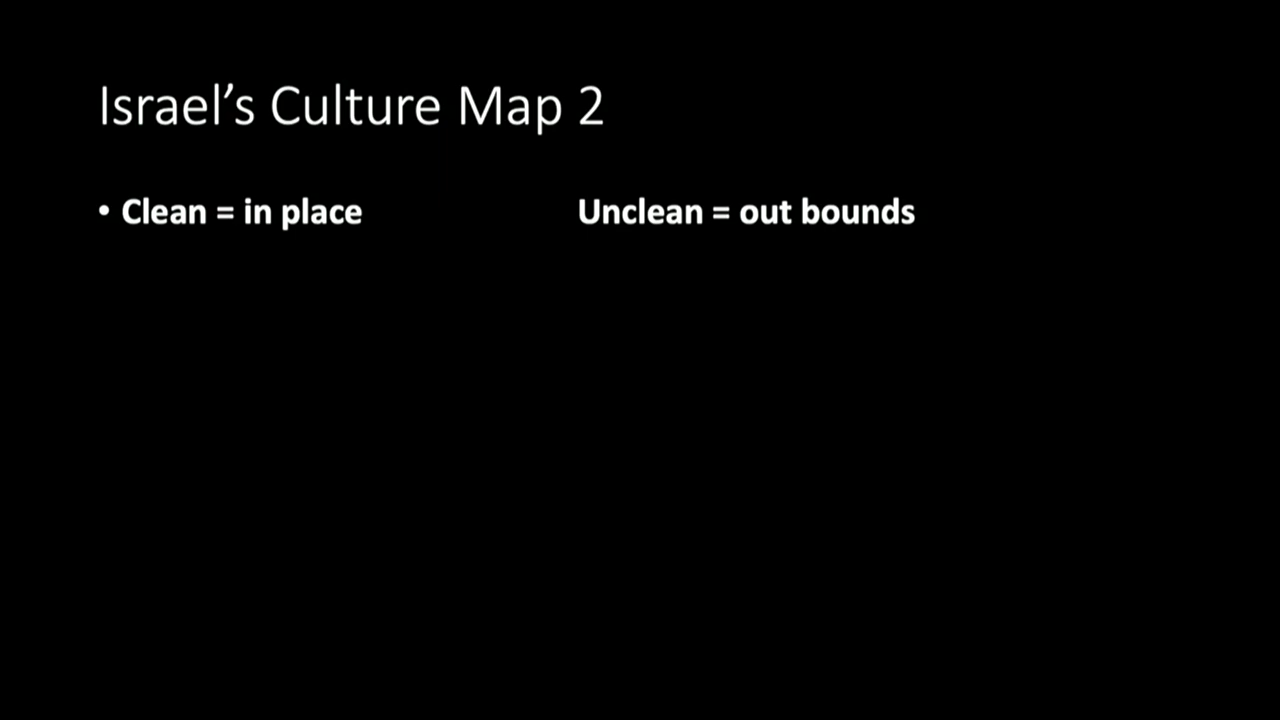 Israel’s Culture Map 2
• Clean = in place Unclean = out bounds